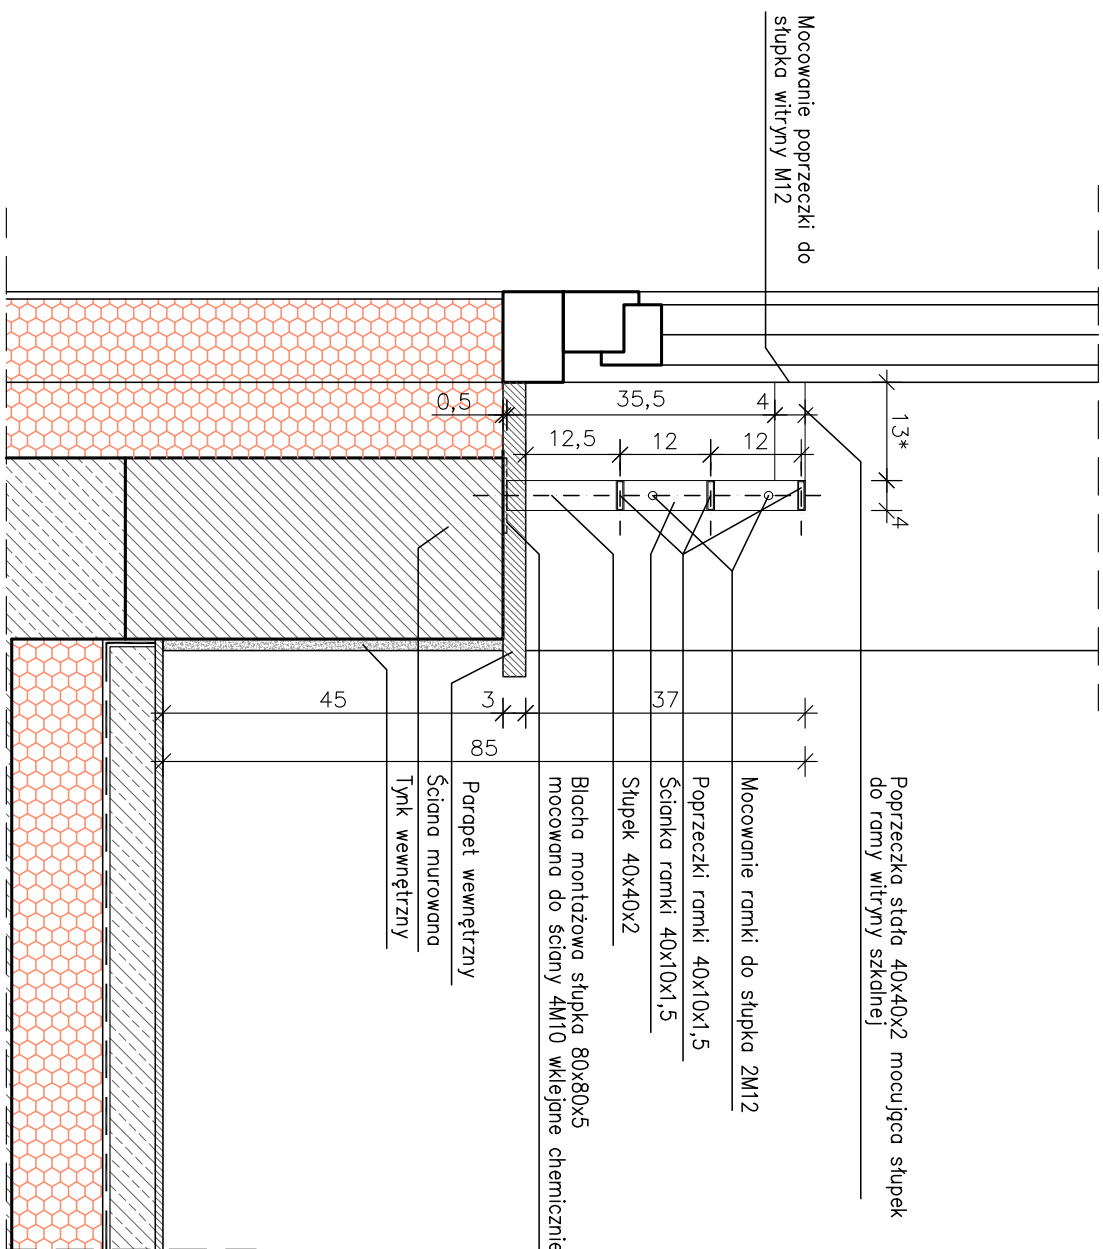 Mocowanie poprzeczki do
słupka witryny M12
0,5
35,5
4
12,5
12
12
13*
4
45
3
37
85
Poprzeczka stała 40x40x2 mocująca słupek
do ramy witryny szkalnej
Mocowanie ramki do słupka 2M12
Poprzeczki ramki 40x10x1,5
Ścianka ramki 40x10x1,5
Słupek 40x40x2
Blacha montażowa słupka 80x80x5
mocowana do ściany 4M10 wklejane chemicznie
Parapet wewnętrzny
Ściana murowana
Tynk wewnętrzny